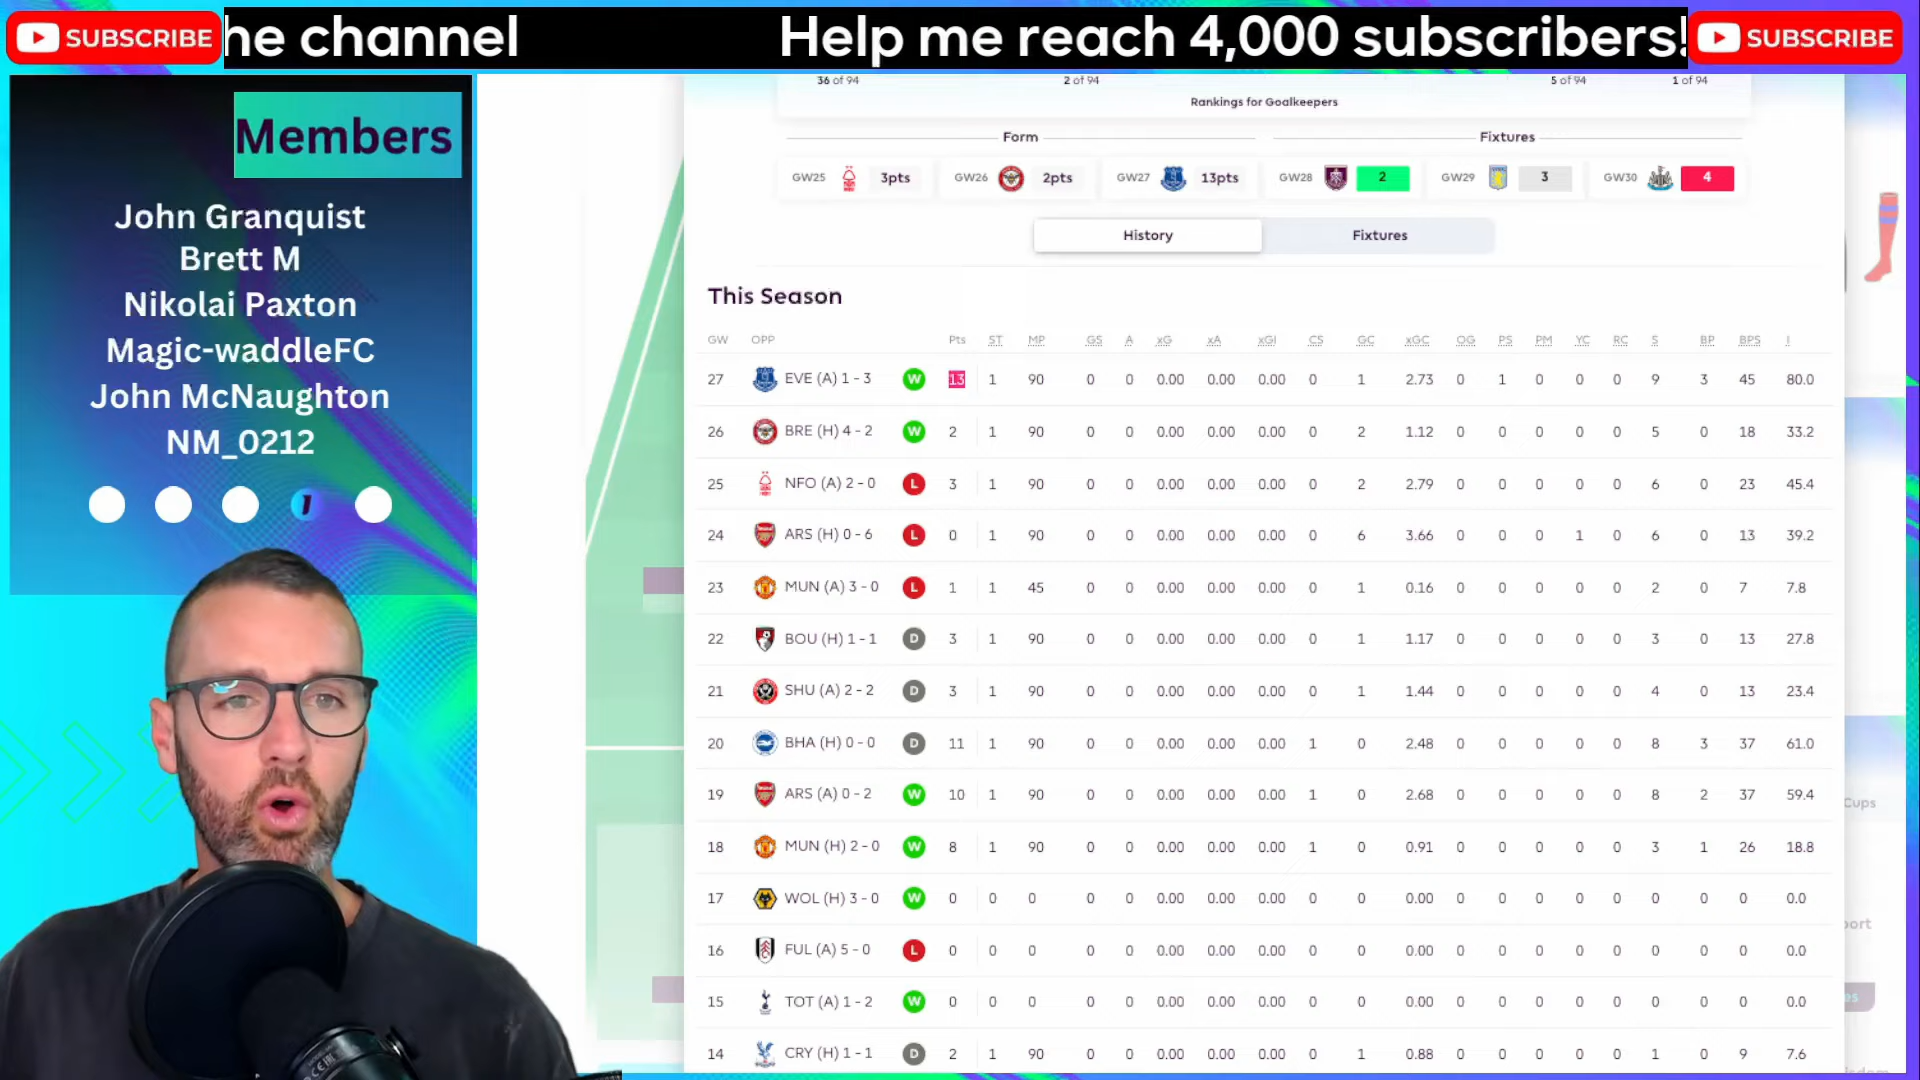 SUBSCRIBE he channel Help me reach 4,000 subscribers! SUBSCRIBE
Members
John Granquist
Brett M
Nikolai Paxton
Magic-waddleFC
John McNaughton
NM_0212
36 of 94 2 of 94 5 of 94 1 of 94
Rankings for Goalkeepers
Form Fixtures
GW25 3pts GW26 2pts GW27 13pts GW28 2 GW29 3 GW30 4
History Fixtures
This Season
GW OPP Pts ST MP GS A xG xA xGI CS GC xGC OG PS PM YC RC S BP BPS I
27 EVE (A) 1 - 3 W 13 1 90 0 0 0.00 0.00 0.00 0 1 2.73 0 1 0 0 0 9 3 45 80.0
26 BRE (H) 4 - 2 W 2 1 90 0 0 0.00 0.00 0.00 0 2 1.12 0 0 0 0 0 5 0 18 33.2
25 NFO (A) 2 - 0 L 3 1 90 0 0 0.00 0.00 0.00 0 2 2.79 0 0 0 0 0 6 0 23 45.4
24 ARS (H) 0 - 6 L 0 1 90 0 0 0.00 0.00 0.00 0 6 3.66 0 0 0 1 0 6 0 13 39.2
23 MUN (A) 3 - 0 L 1 1 45 0 0 0.00 0.00 0.00 0 1 0.16 0 0 0 0 0 2 0 7 7.8
22 BOU (H) 1 - 1 D 3 1 90 0 0 0.00 0.00 0.00 0 1 1.17 0 0 0 0 0 3 0 13 27.8
21 SHU (A) 2 - 2 D 3 1 90 0 0 0.00 0.00 0.00 0 1 1.44 0 0 0 0 0 4 0 13 23.4
20 BHA (H) 0 - 0 D 11 1 90 0 0 0.00 0.00 0.00 1 0 2.48 0 0 0 0 0 8 3 37 61.0
19 ARS (A) 0 - 2 W 10 1 90 0 0 0.00 0.00 0.00 1 0 2.68 0 0 0 0 0 8 2 37 59.4
Cups
18 MUN (H) 2 - 0 W 8 1 90 0 0 0.00 0.00 0.00 1 0 0.91 0 0 0 0 0 3 1 26 18.8
17 WOL (H) 3 - 0 W 0 0 0 0 0 0.00 0.00 0.00 0 0 0.00 0 0 0 0 0 0 0 0 0.0
port
16 FUL (A) 5 - 0 L 0 0 0 0 0 0.00 0.00 0.00 0 0 0.00 0 0 0 0 0 0 0 0 0.0
15 TOT (A) 1 - 2 W 0 0 0 0 0 0.00 0.00 0.00 0 0 0.00 0 0 0 0 0 0 0 0 0.0
es
14 CRY (H) 1 - 1 D 2 1 90 0 0 0.00 0.00 0.00 0 1 0.88 0 0 0 0 0 1 0 9 7.6